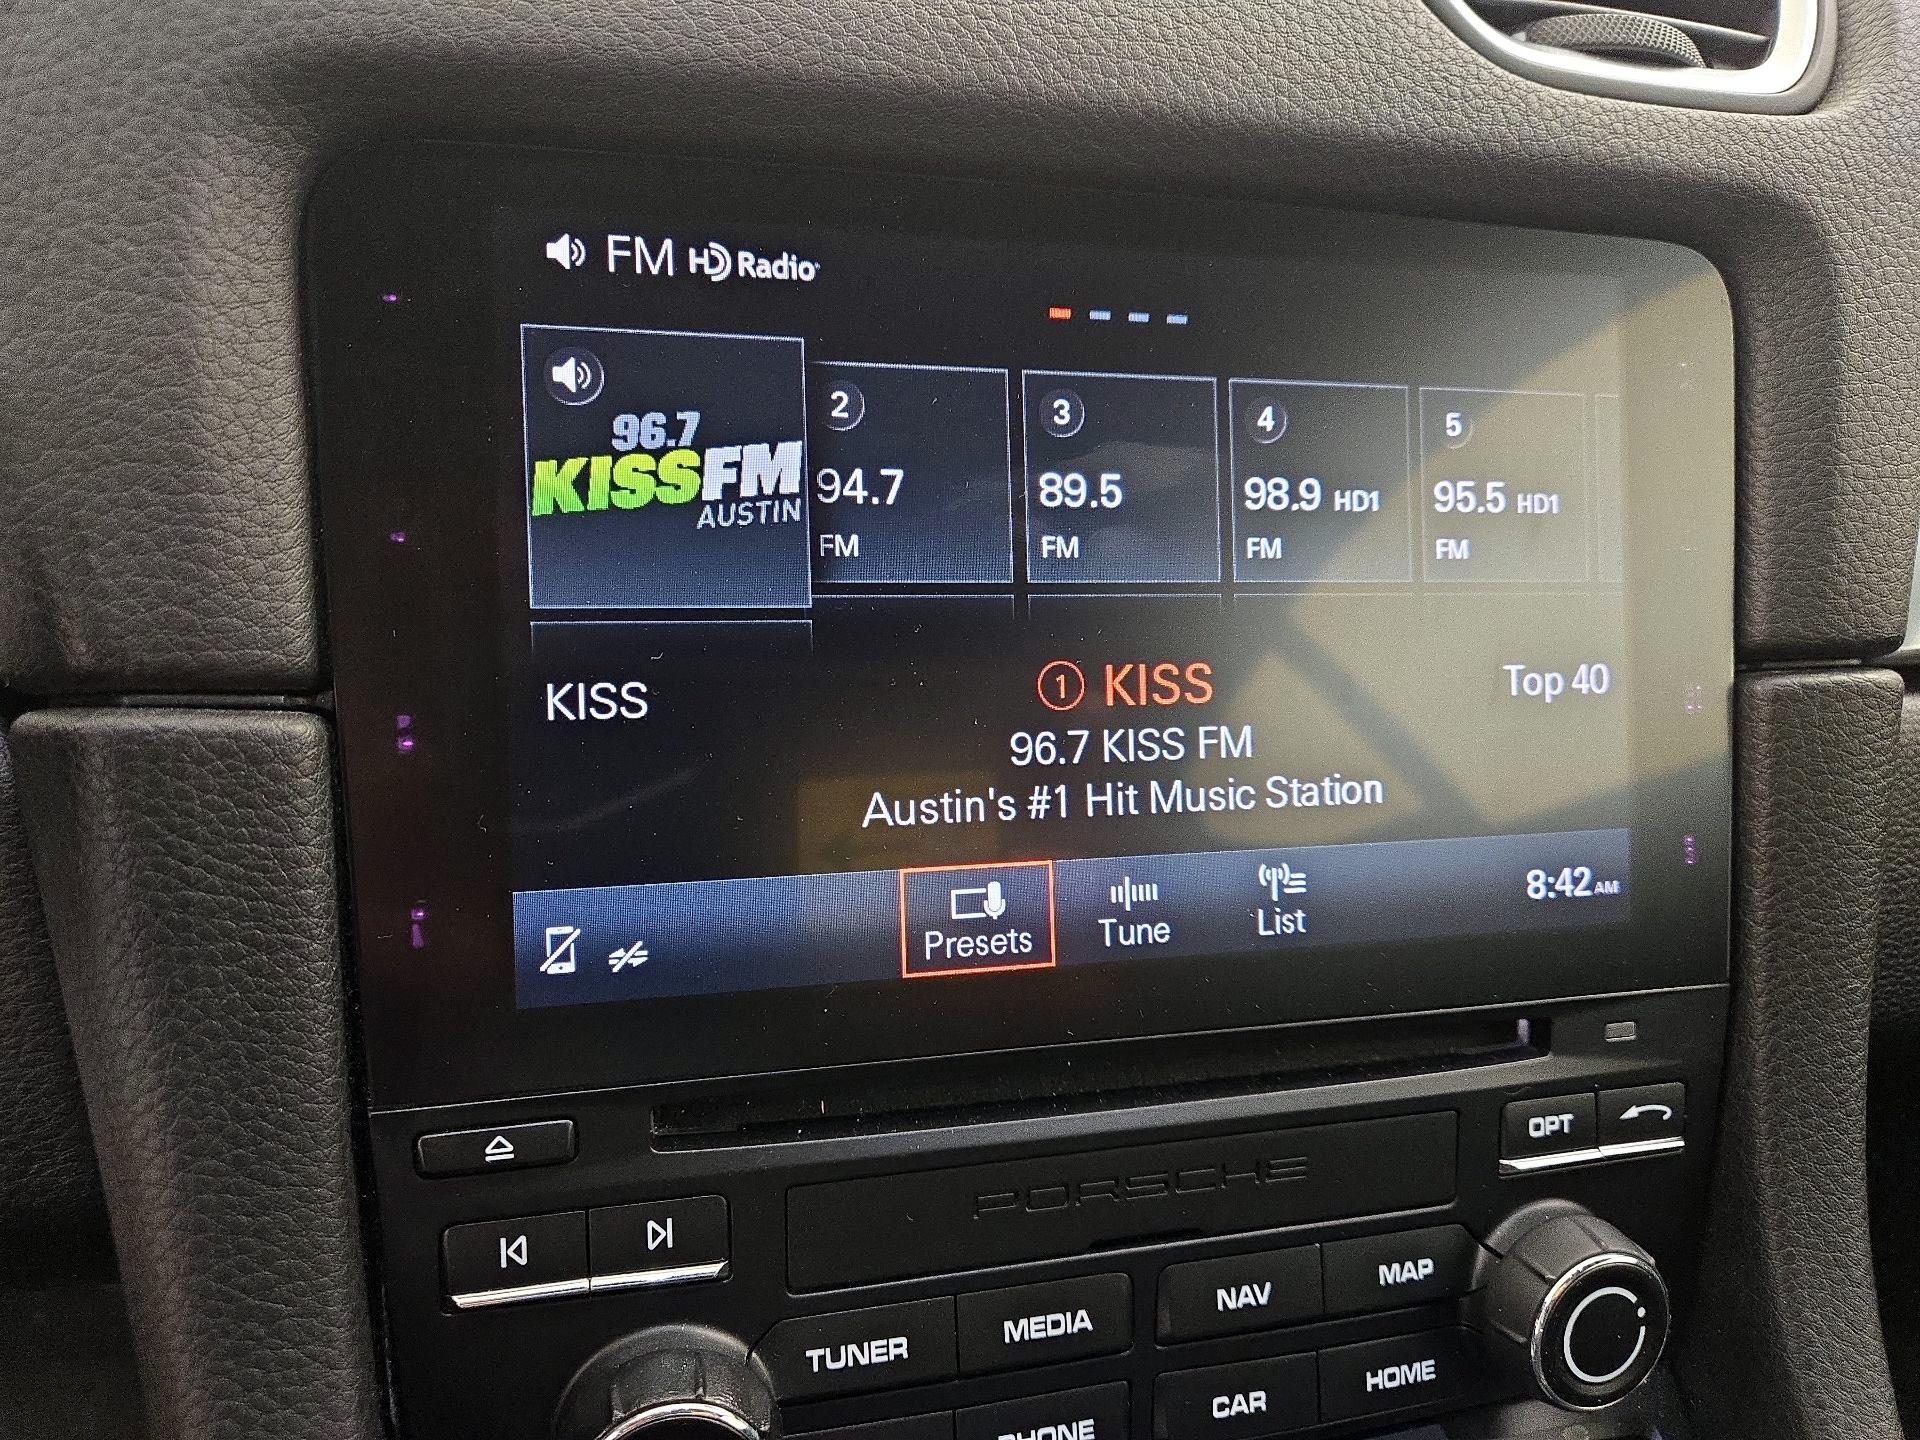 FM HD Radio
96.7
KISSFM
AUSTIN
2
94.7
FM
3
89.5
FM
4
98.9 HD1
FM
5
95.5 HD1
FM
KISS
1 KISS
Top 40
96.7 KISS FM
Austin's #1 Hit Music Station
Presets
Tune
List
8:42 AM
OPT
PORSCHE
TUNER
MEDIA
NAV
MAP
CAR
HOME
PHONE